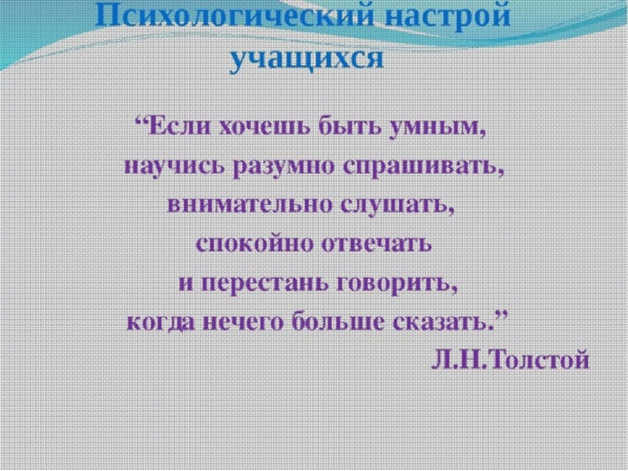 Психологический настрой
учащихся
“Если хочешь быть умным,
научись разумно спрашивать,
внимательно слушать,
спокойно отвечать
и перестань говорить,
когда нечего больше сказать.”
Л.Н.Толстой